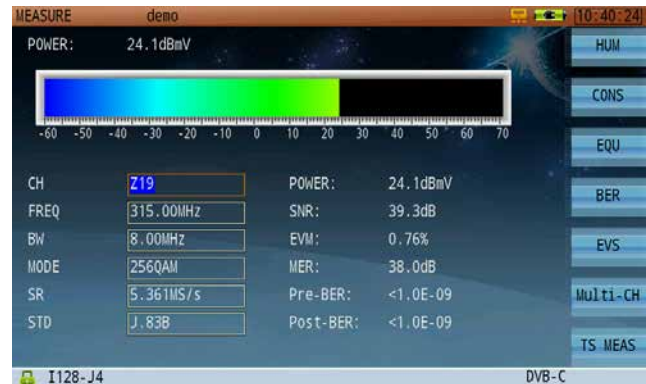 MEASURE demo [10:40:24]
POWER: 24.1dBmV
-60 -50 -40 -30 -20 -10 0 10 20 30 40 50 60 70
CH Z19 POWER: 24.1dBmV
FREQ 315.00MHz SNR: 39.3dB
BW 8.00MHz EVM: 0.76%
MODE 256QAM MER: 38.0dB
SR 5.361MS/s Pre-BER: <1.0E-09
STD J.83B Post-BER: <1.0E-09
HUM
CONS
EQU
BER
EVS
Multi-CH
TS MEAS
I128-J4 DVB-C